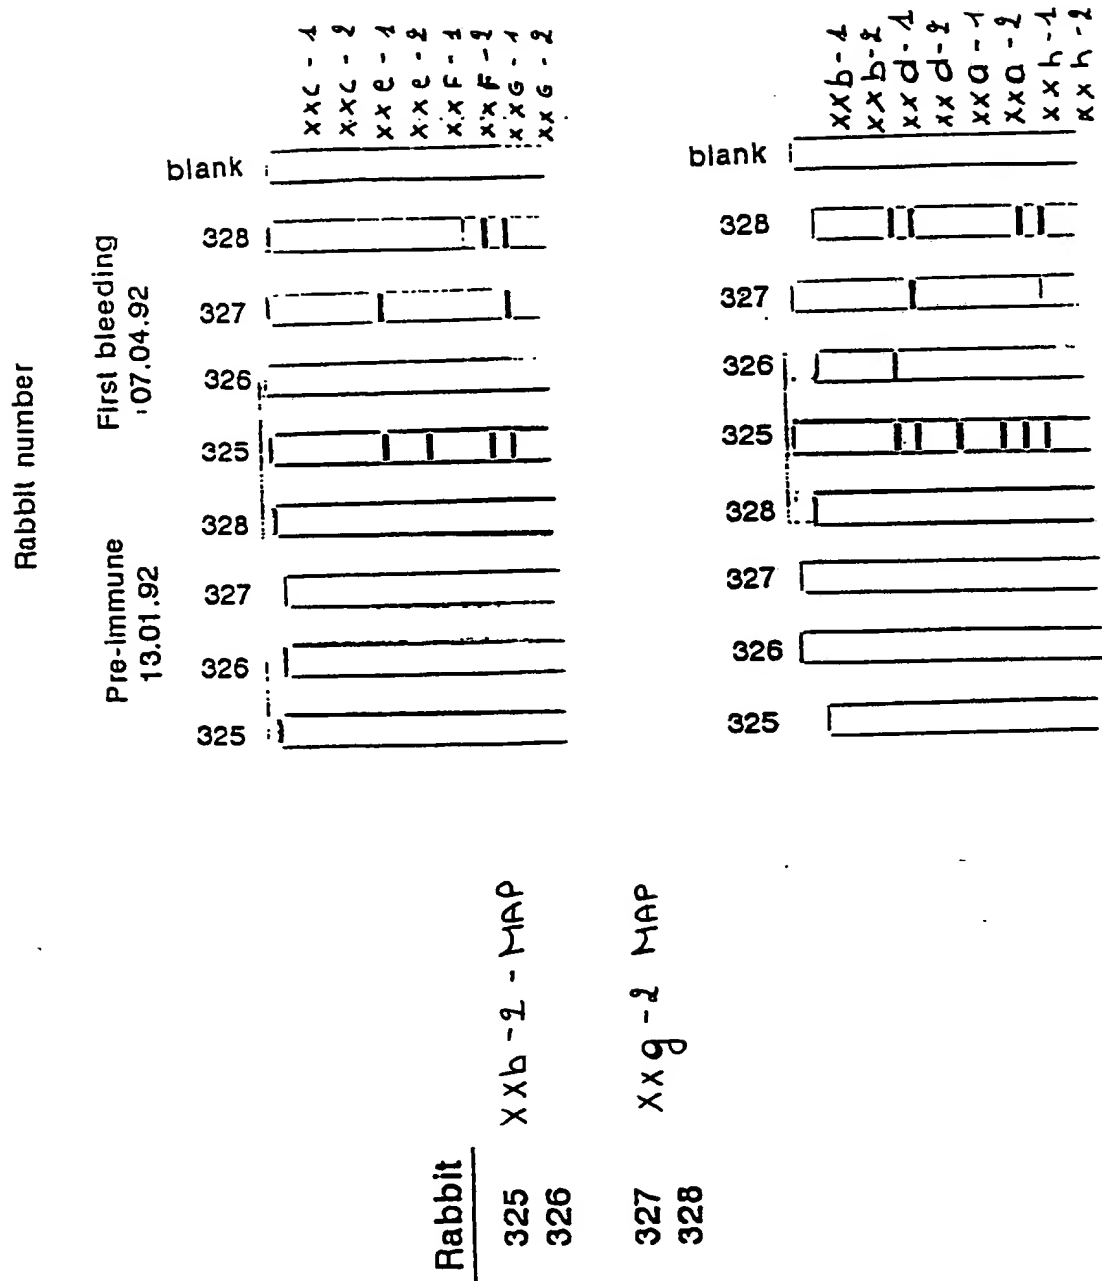 Rabbit number
First bleeding
07.04.92
Pre-immune
13.01.92
blank
328
327
326
325
328
327
326
325
xxc-1
xxc-2
xxe-1
xxe-2
xxF-1
xxF-2
xxG-1
xxG-2
blank
328
327
326
325
328
327
326
325
xxb-1
xxb-2
xxd-1
xxd-2
xxa-1
xxa-2
xxh-1
xxh-2
Rabbit
325 xxb-2-MAP
326
327 xxg-2 MAP
328